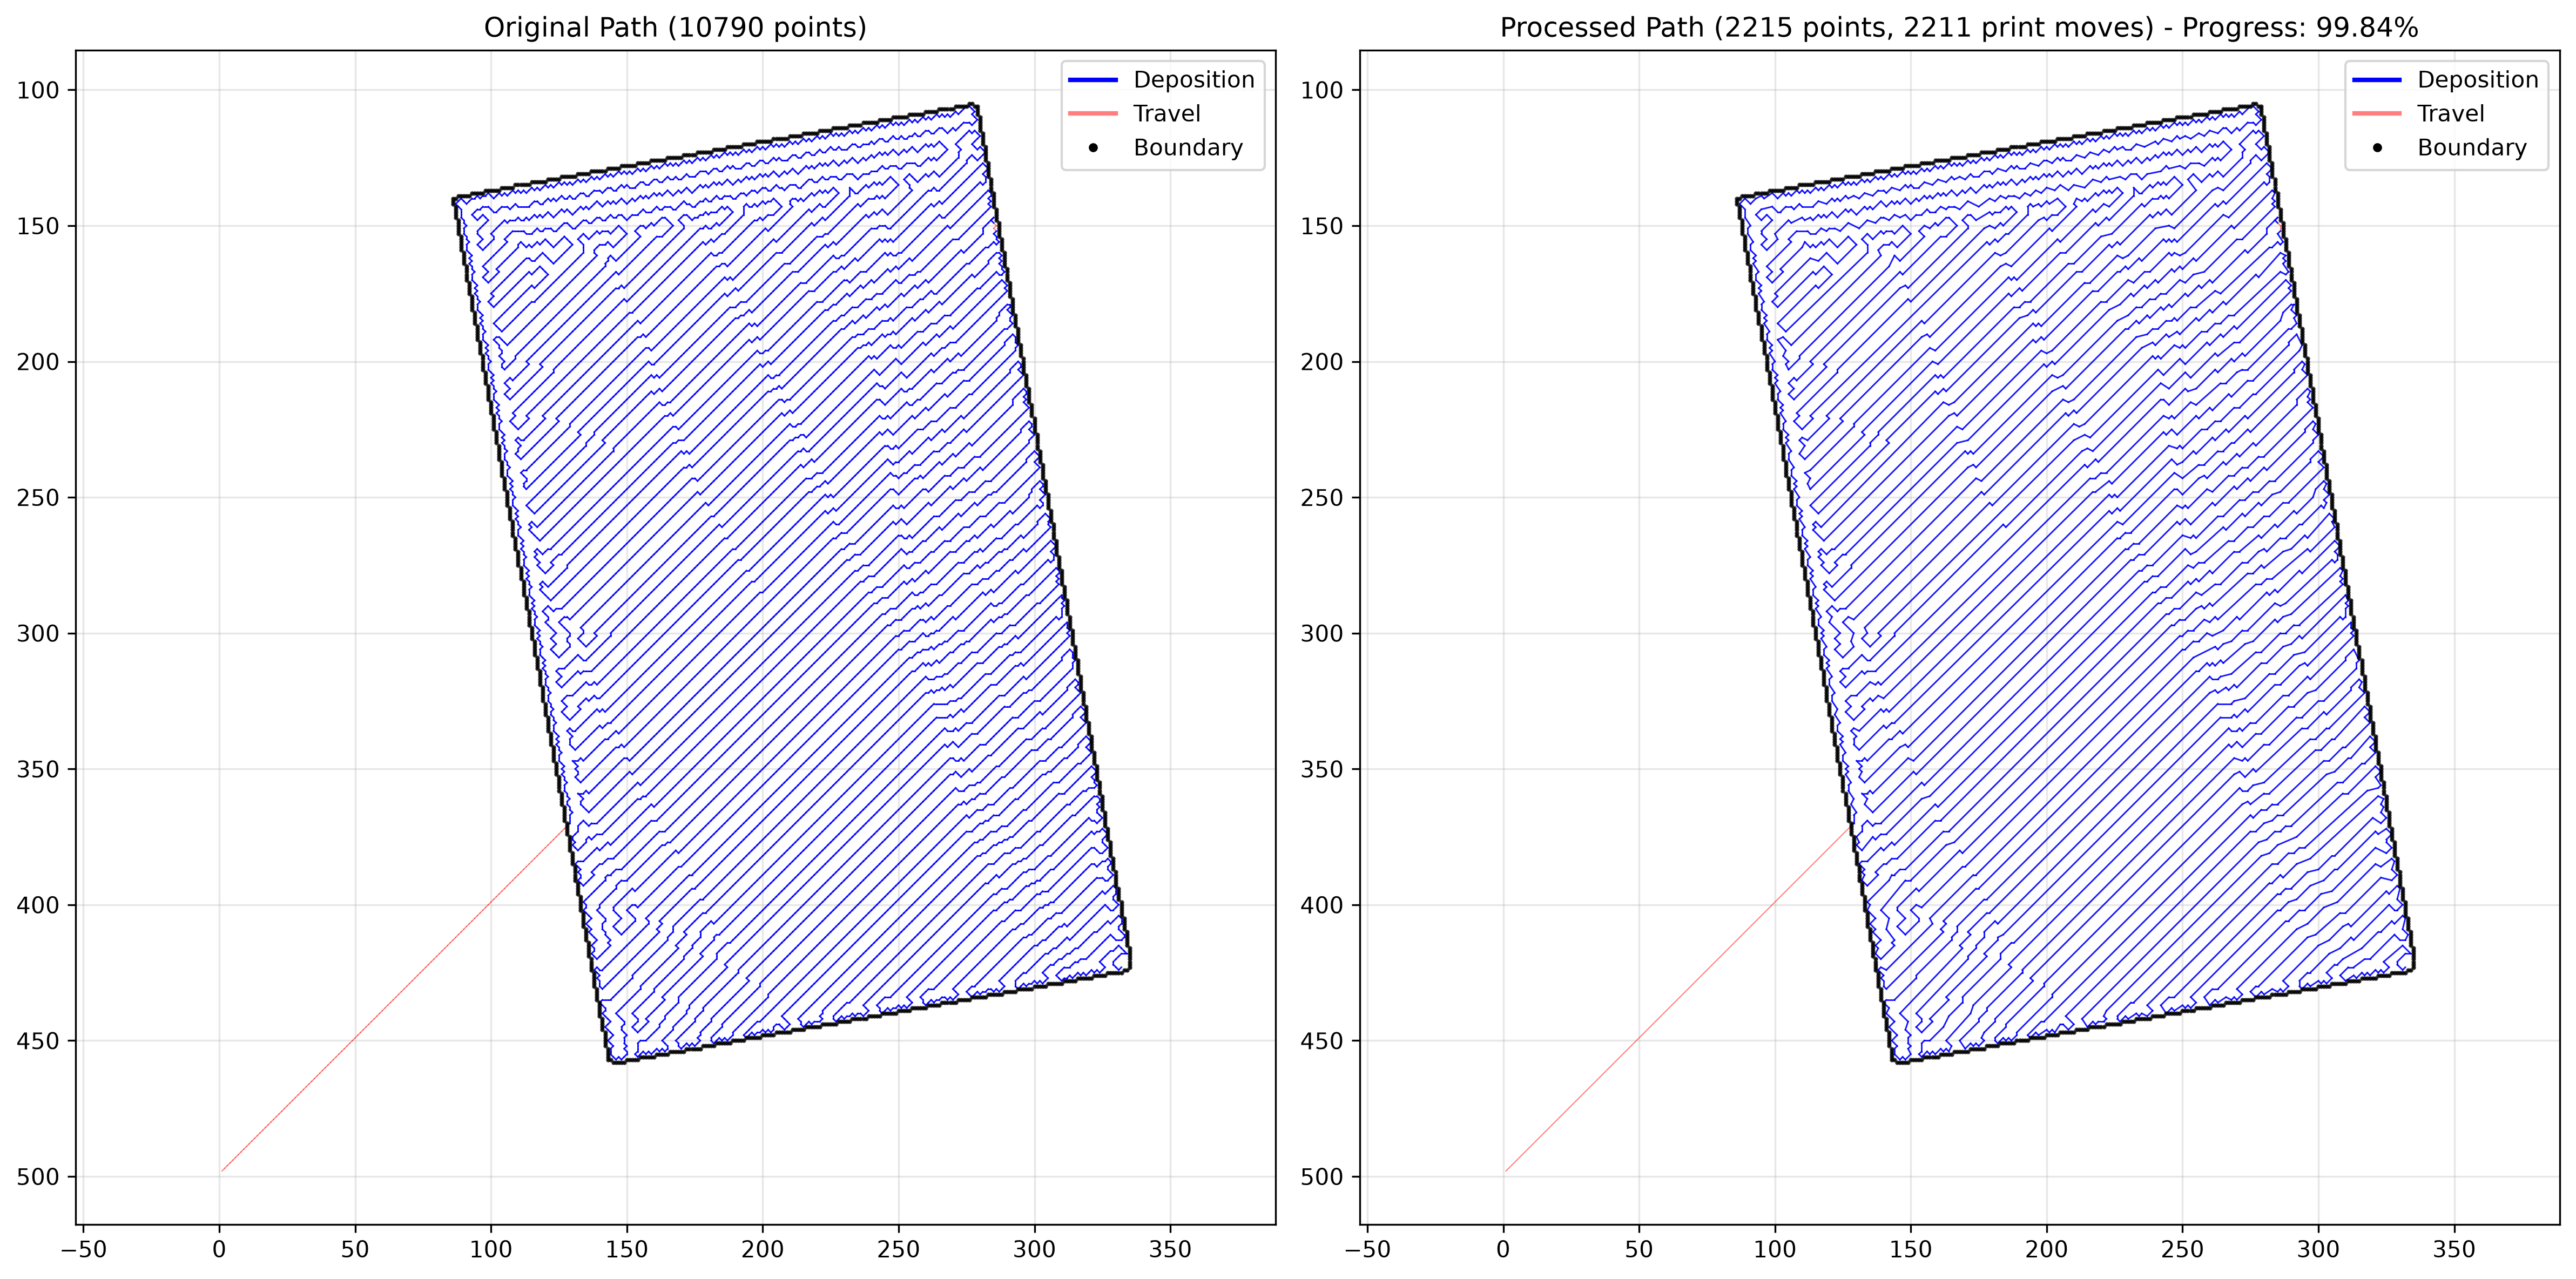 Original Path (10790 points)
Deposition
Travel
Boundary
100
150
200
250
300
350
400
450
500
−50 0 50 100 150 200 250 300 350
Processed Path (2215 points, 2211 print moves) - Progress: 99.84%
Deposition
Travel
Boundary
100
150
200
250
300
350
400
450
500
−50 0 50 100 150 200 250 300 350